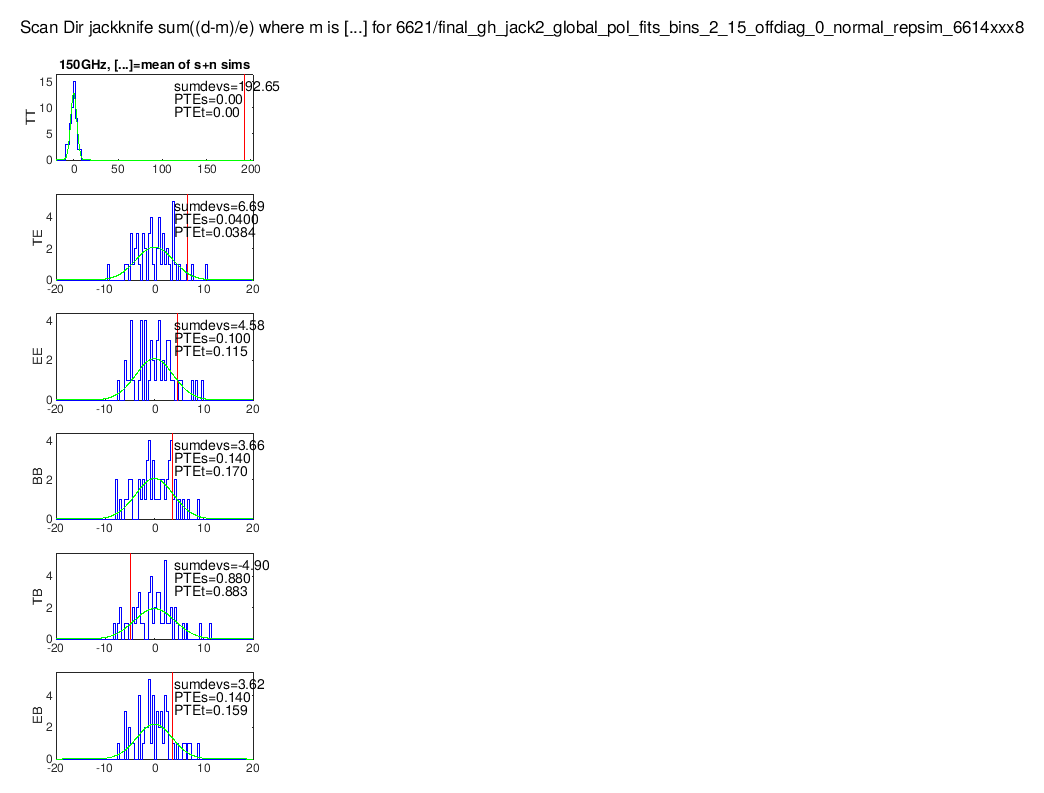 Scan Dir jackknife sum((d-m)/e) where m is [...] for 6621/final_gh_jack2_global_pol_fits_bins_2_15_offdiag_0_normal_repsim_6614xxx8
150GHz, [...]=mean of s+n sims
sumdevs=192.65
PTEs=0.00
PTEt=0.00
TT
15
10
5
0
0 50 100 150 200
sumdevs=6.69
PTEs=0.0400
PTEt=0.0384
TE
4
2
0
-20 -10 0 10 20
sumdevs=4.58
PTEs=0.100
PTEt=0.115
EE
4
2
0
-20 -10 0 10 20
sumdevs=3.66
PTEs=0.140
PTEt=0.170
BB
4
2
0
-20 -10 0 10 20
sumdevs=-4.90
PTEs=0.880
PTEt=0.883
TB
4
2
0
-20 -10 0 10 20
sumdevs=3.62
PTEs=0.140
PTEt=0.159
EB
4
2
0
-20 -10 0 10 20